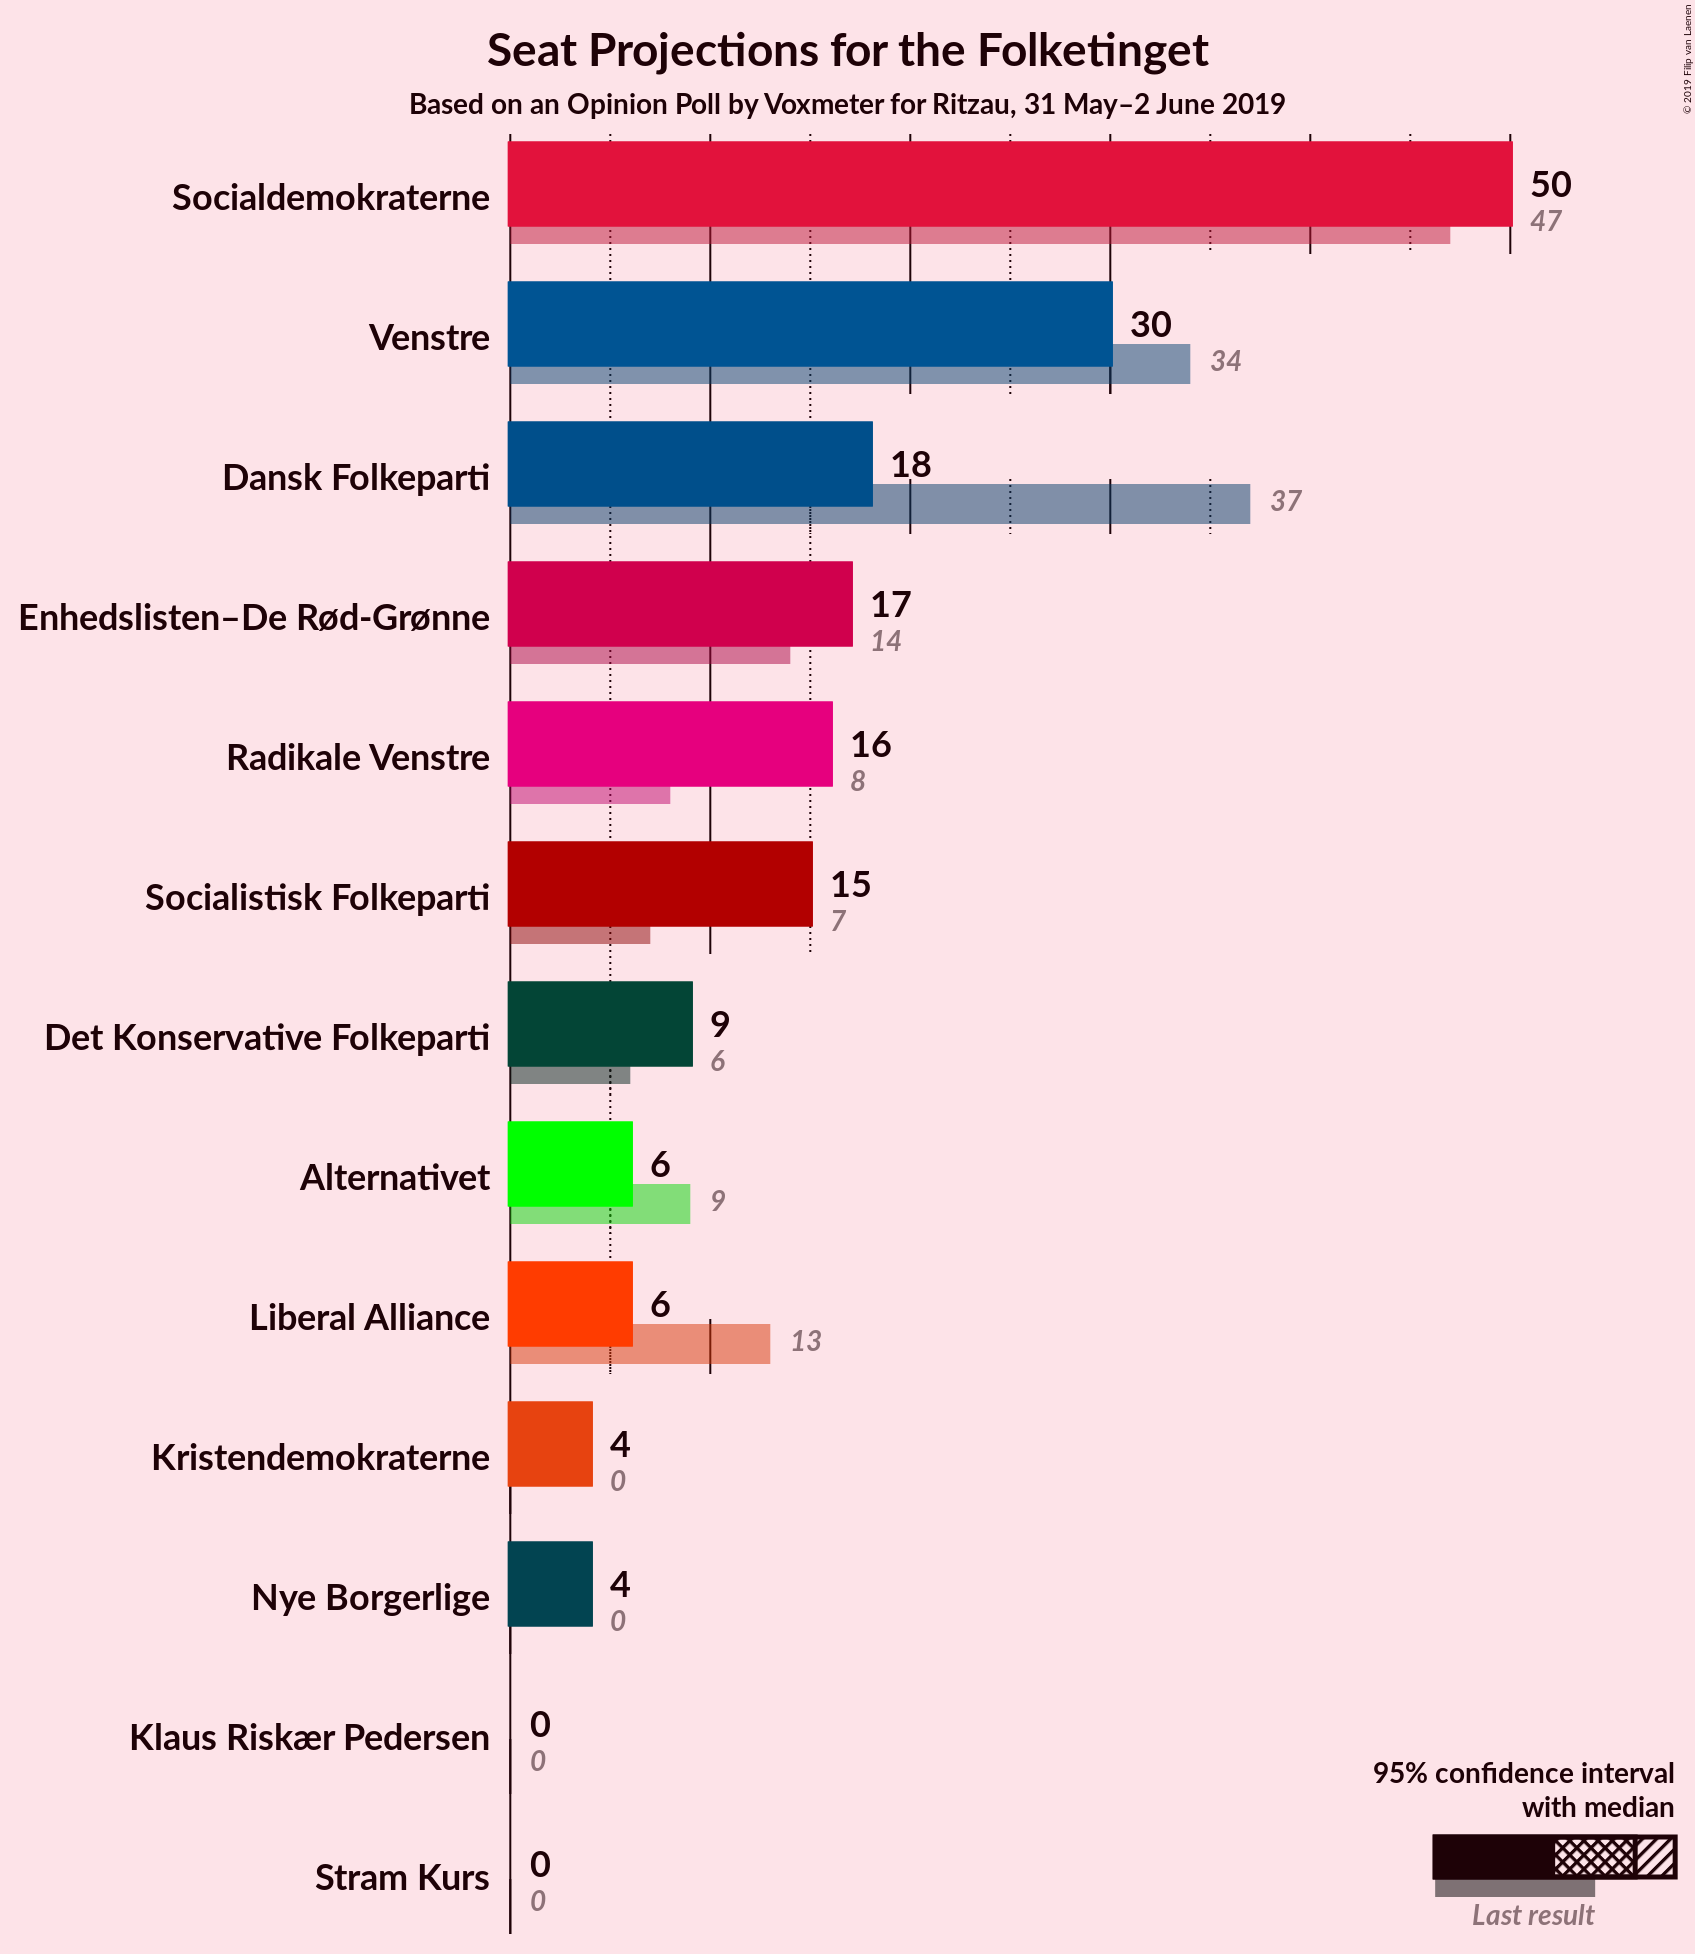 Seat Projections for the Folketinget
Based on an Opinion Poll by Voxmeter for Ritzau, 31 May–2 June 2019
© 2019 Filip van Laenen
Socialdemokraterne
50
47
Venstre
30
34
Dansk Folkeparti
18
37
Enhedslisten–De Rød-Grønne
17
14
Radikale Venstre
16
8
Socialistisk Folkeparti
15
7
Det Konservative Folkeparti
9
6
Alternativet
6
9
Liberal Alliance
6
13
Kristendemokraterne
4
0
Nye Borgerlige
4
0
Klaus Riskær Pedersen
0
0
Stram Kurs
0
0
95% confidence interval
with median
Last result